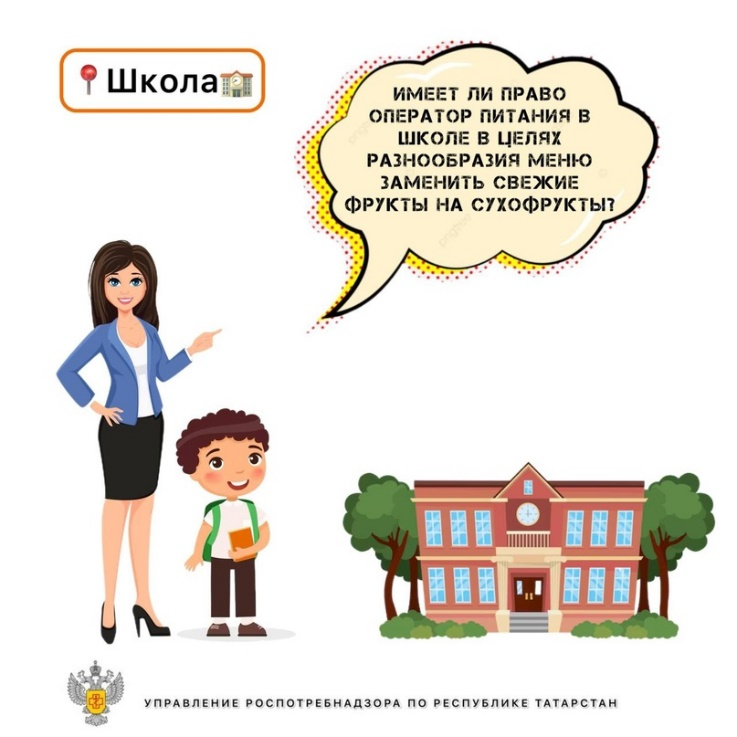 Школа
ИМЕЕТ ЛИ ПРАВО
ОПЕРАТОР ПИТАНИЯ В
ШКОЛЕ В ЦЕЛЯХ
РАЗНООБРАЗИЯ МЕНЮ
ЗАМЕНИТЬ СВЕЖИЕ
ФРУКТЫ НА СУХОФРУКТЫ?
УПРАВЛЕНИЕ РОСПОТРЕБНАДЗОРА ПО РЕСПУБЛИКЕ ТАТАРСТАН